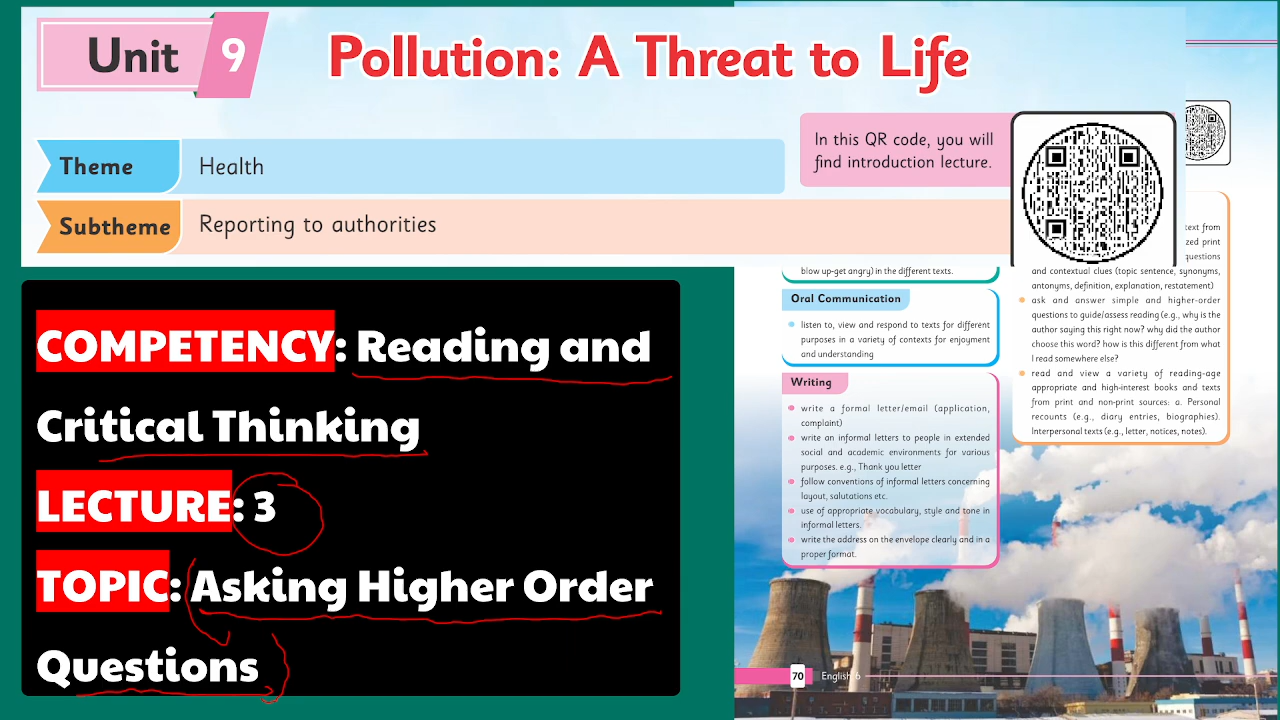 Unit 9
Pollution: A Threat to Life
In this QR code, you will
find introduction lecture.
Theme Health
Subtheme Reporting to authorities
COMPETENCY: Reading and
Critical Thinking
LECTURE: 3
TOPIC: Asking Higher Order
Questions
blow up-get angry) in the different texts.
Oral Communication
listen to, view and respond to texts for different
purposes in a variety of contexts for enjoyment
and understanding
Writing
write a formal letter/email (application,
complaint)
write an informal letters to people in extended
social and academic environments for various
purposes. e.g., Thank you letter
follow conventions of informal letters concerning
layout, salutations etc.
use of appropriate vocabulary, style and tone in
informal letters.
write the address on the envelope clearly and in a
proper format.
text from
print
questions
and contextual clues (topic sentence, synonyms,
antonyms, definition, explanation, restatement)
ask and answer simple and higher-order
questions to guide/assess reading (e.g., why is the
author saying this right now? why did the author
choose this word? how is this different from what
I read somewhere else?
read and view a variety of reading-age
appropriate and high-interest books and texts
from print and non-print sources: a. Personal
recounts (e.g., diary entries, biographies).
Interpersonal texts (e.g., letter, notices, notes).
70 English 6